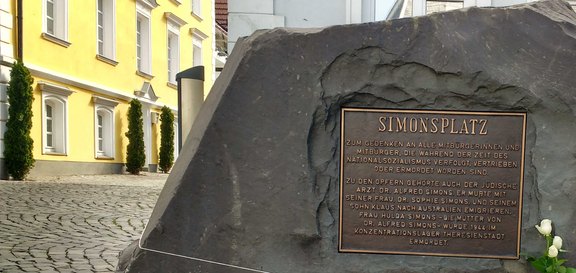 SIMONSPLATZ
ZUM GEDENKEN AN ALLE MITBÜRGERINNEN UND
MITBÜRGER, DIE WÄHREND DER ZEIT DES
NATIONALSOZIALISMUS VERFOLGT, VERTRIEBEN
ODER ERMORDET WORDEN SIND.
ZU DEN OPFERN GEHÖRTE AUCH DER JÜDISCHE
ARZT DR. ALFRED SIMONS. ER MUßTE MIT
SEINER FRAU, DR. SOPHIE SIMONS, UND SEINEM
SOHN KLAUS NACH AUSTRALIEN EMIGRIEREN.
FRAU HULDA SIMONS - DIE MUTTER VON
DR. ALFRED SIMONS - WURDE 1944 IM
KONZENTRATIONSLAGER THERESIENSTADT
ERMORDET.